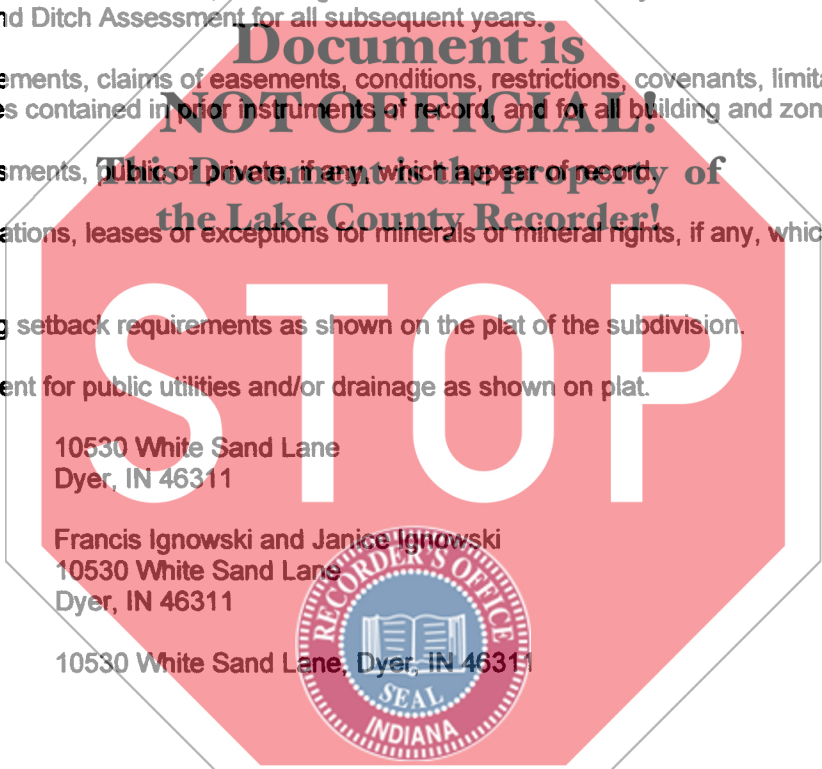 nd Ditch Assessment for all subsequent years.
Document is
ements, claims of easements, conditions, restrictions, covenants, limita
es contained in prior instruments of record, and for all building and zon
NOT OFFICIAL!
sments, public or private, if any, which appear of record.
This Document is the property of
the Lake County Recorder!
ations, leases or exceptions for minerals or mineral rights, if any, whic
STOP
g setback requirements as shown on the plat of the subdivision.
ent for public utilities and/or drainage as shown on plat.
10530 White Sand Lane
Dyer, IN 46311
Francis Ignowski and Janice Ignowski
10530 White Sand Lane
Dyer, IN 46311
10530 White Sand Lane, Dyer, IN 46311
RECORDER'S OFFICE
SEAL
INDIANA